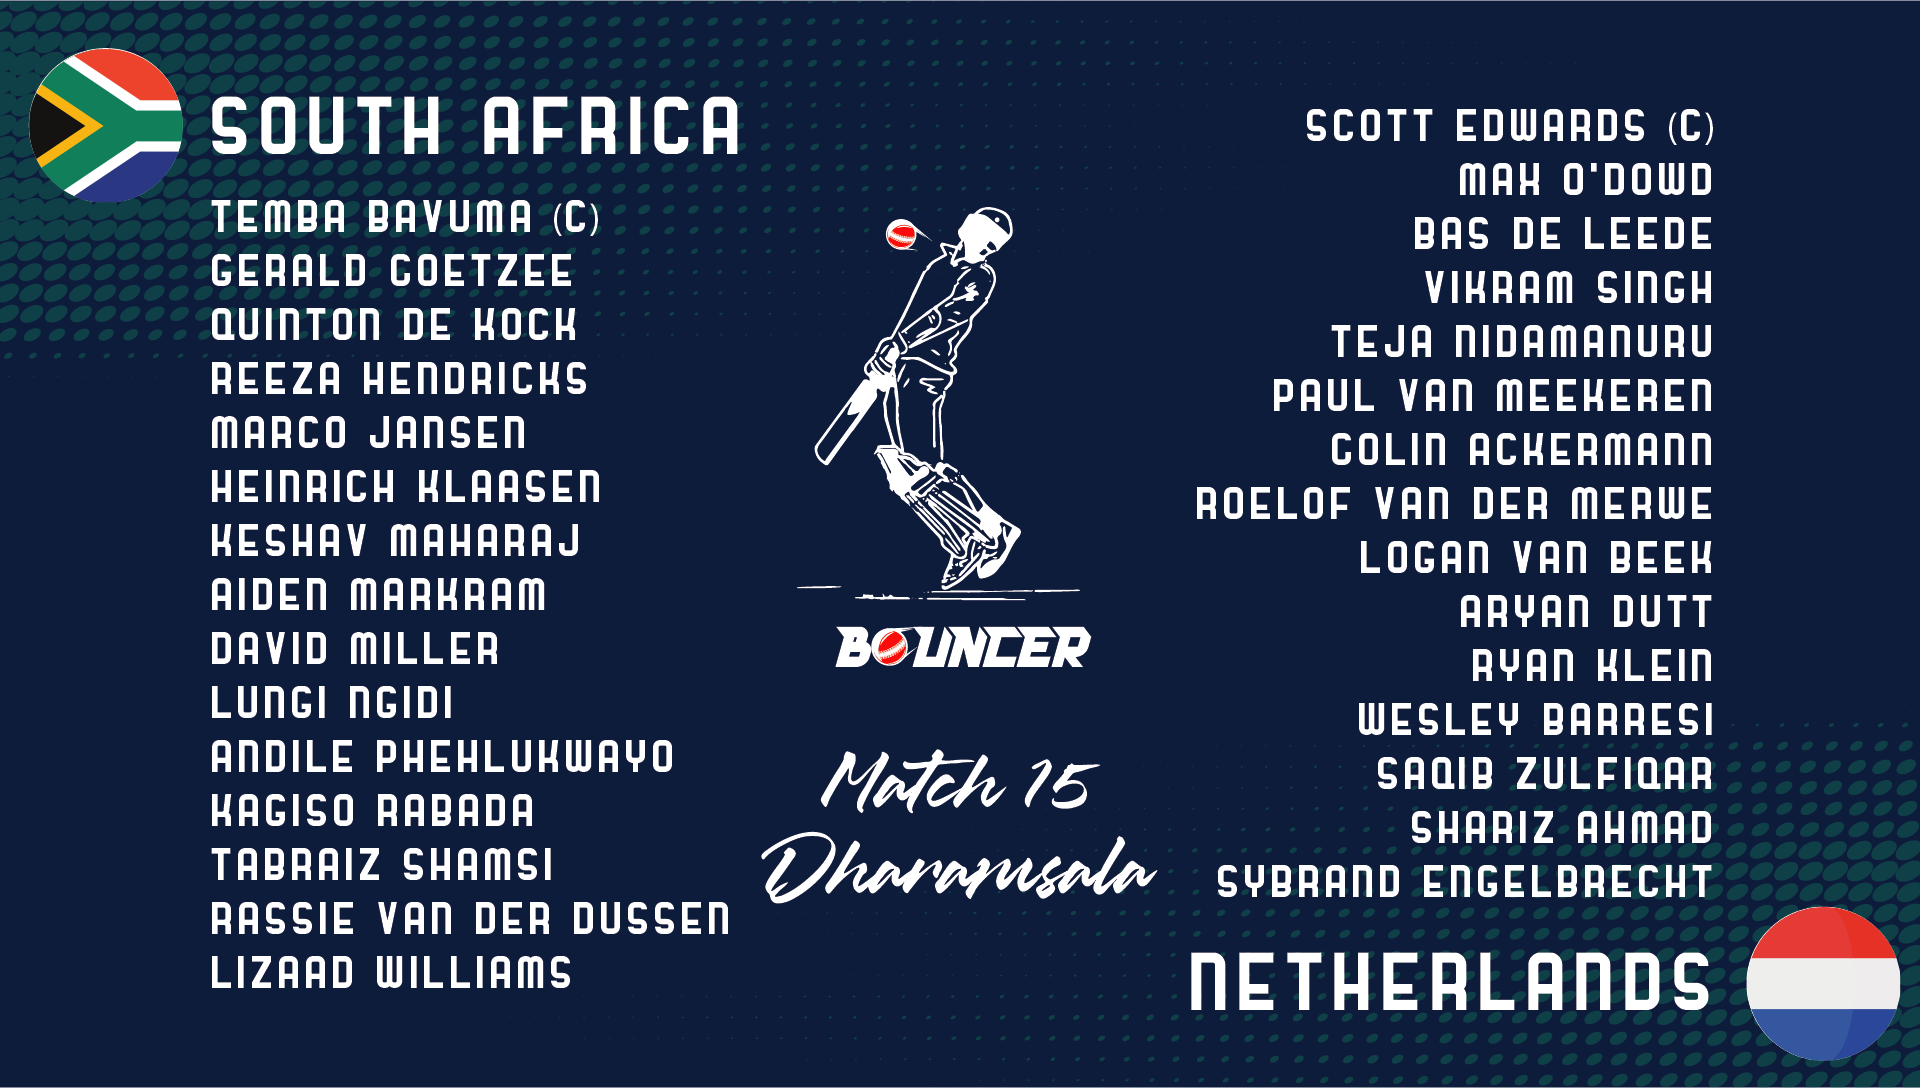 SOUTH AFRICA
TEMBA BAVUMA (C)
GERALD COETZEE
QUINTON DE KOCK
REEZA HENDRICKS
MARCO JANSEN
HEINRICH KLAASEN
KESHAV MAHARAJ
AIDEN MARKRAM
DAVID MILLER
LUNGI NGIDI
ANDILE PHEHLUKWAYO
KAGISO RABADA
TABRAIZ SHAMSI
RASSIE VAN DER DUSSEN
LIZAAD WILLIAMS
BOUNCER
Match 15
Dharamsala
SCOTT EDWARDS (C)
MAX O'DOWD
BAS DE LEEDE
VIKRAM SINGH
TEJA NIDAMANURU
PAUL VAN MEEKEREN
COLIN ACKERMANN
ROELOF VAN DER MERWE
LOGAN VAN BEEK
ARYAN DUTT
RYAN KLEIN
WESLEY BARRESI
SAQIB ZULFIQAR
SHARIZ AHMAD
SYBRAND ENGELBRECHT
NETHERLANDS